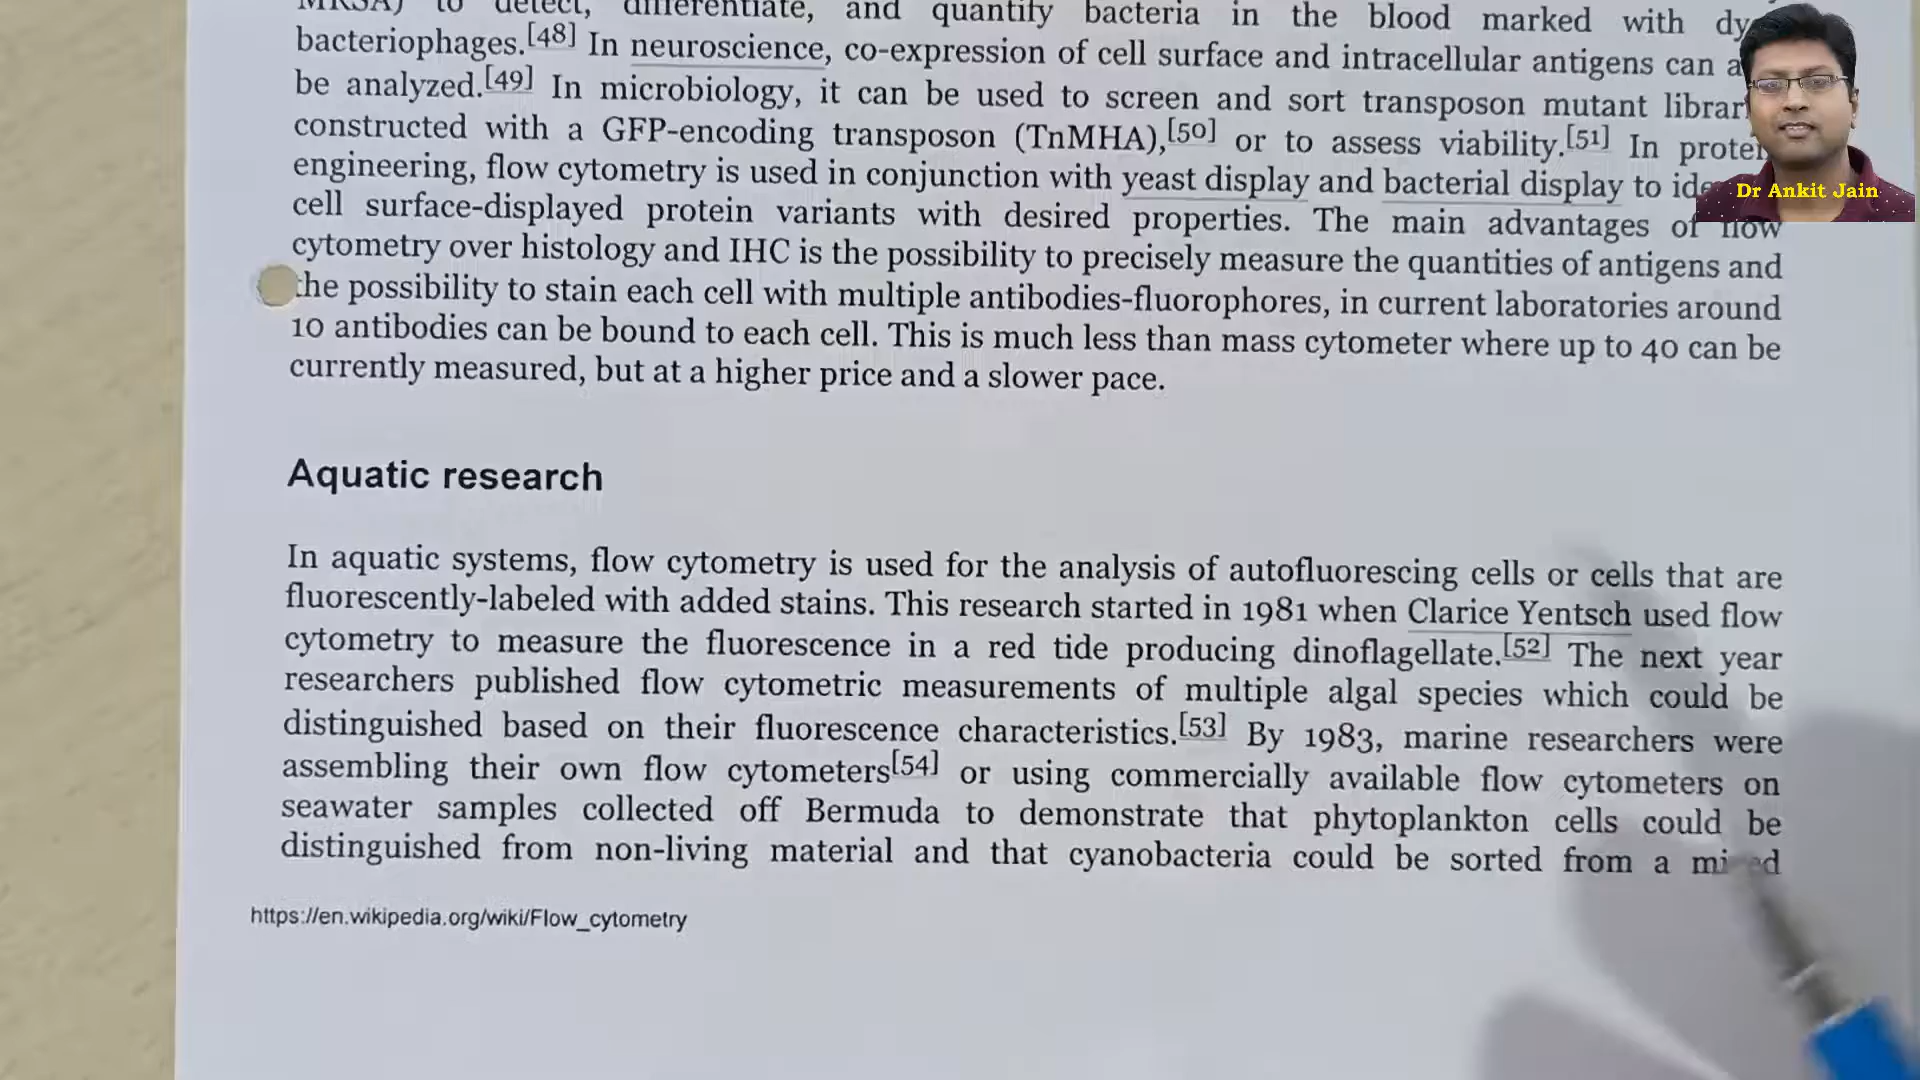 MRSA) to detect, differentiate, and quantify bacteria in the blood marked with
bacteriophages.[48] In neuroscience, co-expression of cell surface and intracellular antigens can
be analyzed.[49] In microbiology, it can be used to screen and sort transposon mutant
constructed with a GFP-encoding transposon (TnMHA),[50] or to assess viability.[51] In
engineering, flow cytometry is used in conjunction with yeast display and bacterial display to
cell surface-displayed protein variants with desired properties. The main advantages of flow
cytometry over histology and IHC is the possibility to precisely measure the quantities of antigens and
the possibility to stain each cell with multiple antibodies-fluorophores, in current laboratories around
10 antibodies can be bound to each cell. This is much less than mass cytometer where up to 40 can be
currently measured, but at a higher price and a slower pace.
Aquatic research
In aquatic systems, flow cytometry is used for the analysis of autofluorescing cells or cells that are
fluorescently-labeled with added stains. This research started in 1981 when Clarice Yentsch used flow
cytometry to measure the fluorescence in a red tide producing dinoflagellate.[52] The next year
researchers published flow cytometric measurements of multiple algal species which could be
distinguished based on their fluorescence characteristics.[53] By 1983, marine researchers were
assembling their own flow cytometers[54] or using commercially available flow cytometers on
seawater samples collected off Bermuda to demonstrate that phytoplankton cells could be
distinguished from non-living material and that cyanobacteria could be sorted from a
https://en.wikipedia.org/wiki/Flow_cytometry
Dr Ankit Jain